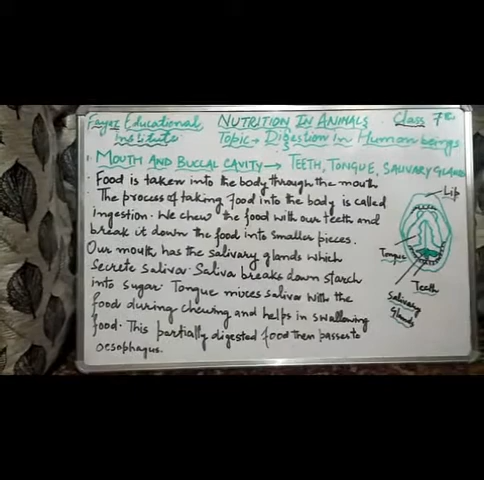 Fayaz Educational Institute
NUTRITION IN ANIMALS
Class 7th
Topic → Digestion In Human beings
MOUTH AND BUCCAL CAVITY → TEETH, TONGUE, SALIVARY GLAND
Food is taken into the body through the mouth
The process of taking food into the body is called
ingestion. We chew the food with our teeth and
break it down the food into smaller pieces.
Our mouth has the salivary glands which
Secrete Saliva. Saliva breaks down starch
into sugar. Tongue mixes saliva with the
food during chewing and helps in swallowing
food. This partially digested food then passes to
oesophagus.
Lip
Tongue
Teeth
Salivary
Glands